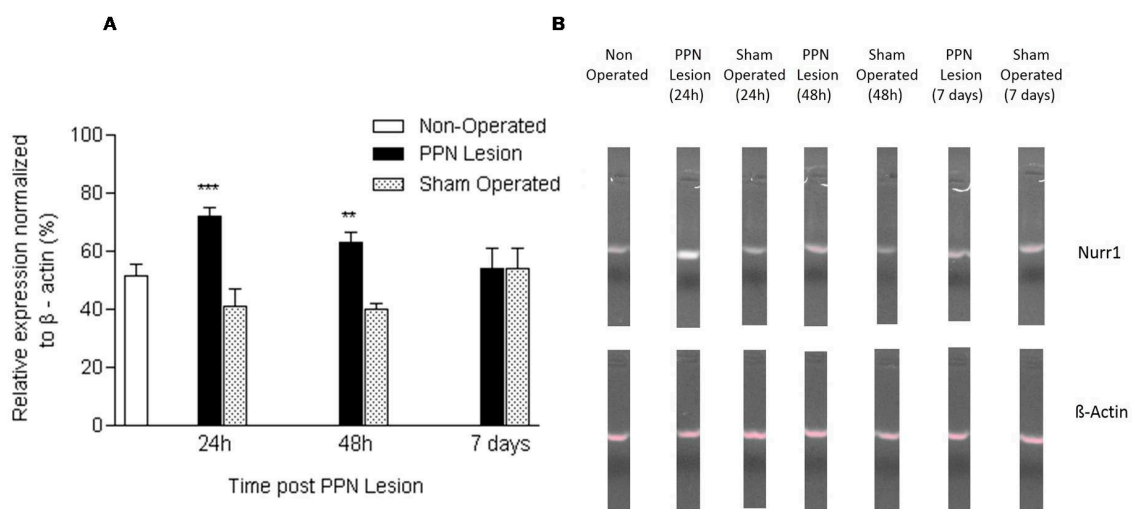 A
Relative expression normalized
to β - actin (%)
100
80
60
40
20
0
Non-Operated
PPN Lesion
Sham Operated
***
**
24h
48h
7 days
Time post PPN Lesion
B
Non
Operated
PPN
Lesion
(24h)
Sham
Operated
(24h)
PPN
Lesion
(48h)
Sham
Operated
(48h)
PPN
Lesion
(7 days)
Sham
Operated
(7 days)
Nurr1
ß-Actin